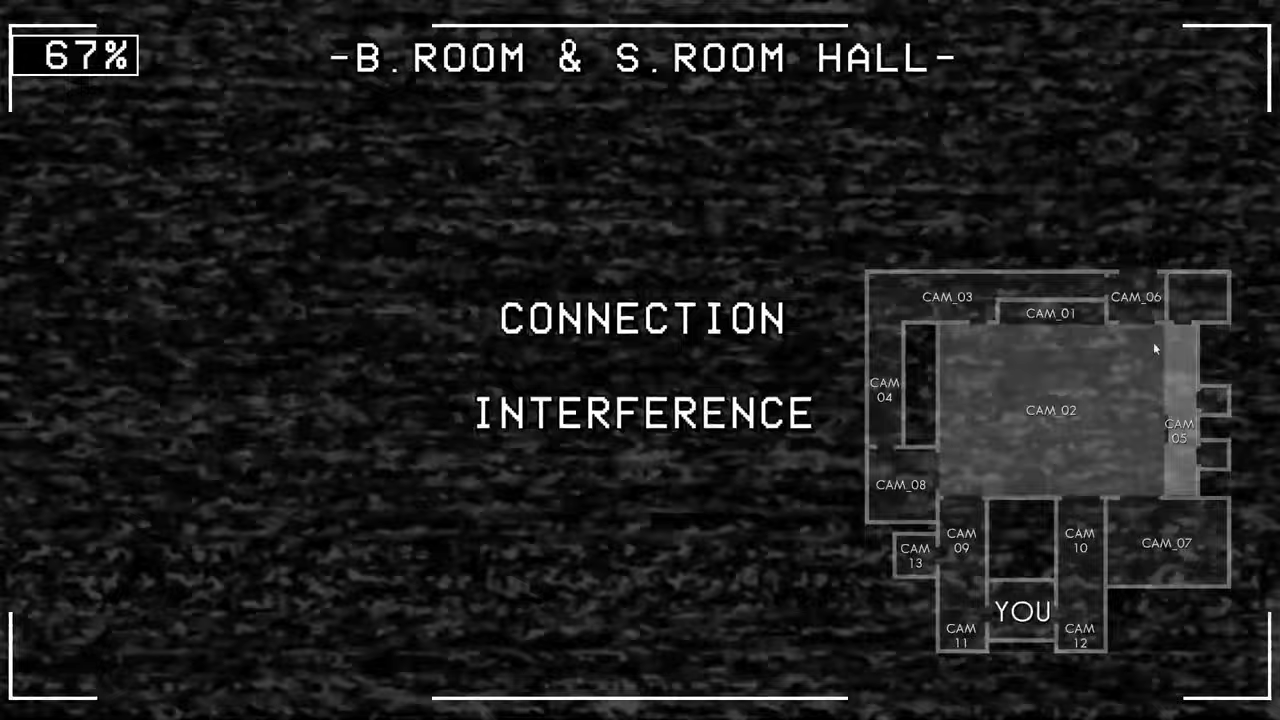 67%
-B.ROOM & S.ROOM HALL-
CONNECTION
INTERFERENCE
CAM_03
CAM_06
CAM_01
CAM
04
CAM_02
CAM
05
CAM_08
CAM
09
CAM
10
CAM_07
CAM
13
YOU
CAM
11
CAM
12